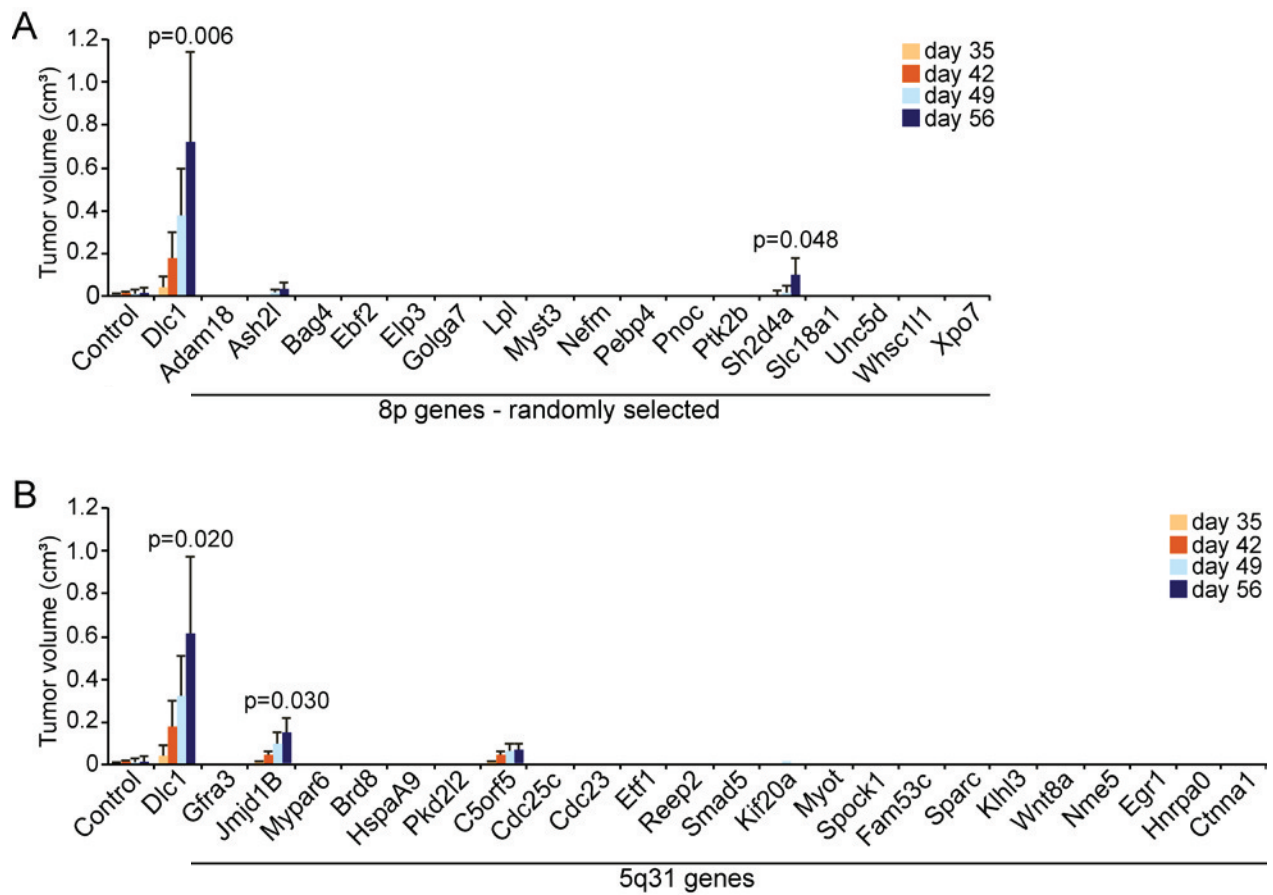 A
p=0.006
1.2
1.0
0.8
0.6
0.4
0.2
0
Tumor volume (cm³)
day 35
day 42
day 49
day 56
p=0.048
Control
Dlc1
Adam18
Ash2l
Bag4
Ebf2
Elp3
Golga7
Lpl
Myst3
Nefm
Pebp4
Pnoc
Ptk2b
Sh2d4a
Slc18a1
Unc5d
Whsc1l1
Xpo7
8p genes - randomly selected
B
1.2
1.0
0.8
0.6
0.4
0.2
0
Tumor volume (cm³)
p=0.020
p=0.030
day 35
day 42
day 49
day 56
Control
Dlc1
Gfra3
Jmjd1B
Mypar6
Brd8
HspaA9
Pkd2l2
C5orf5
Cdc25c
Cdc23
Etf1
Reep2
Smad5
Kif20a
Myot
Spock1
Fam53c
Sparc
Klhl3
Wnt8a
Nme5
Egr1
Hnrpa0
Ctnna1
5q31 genes